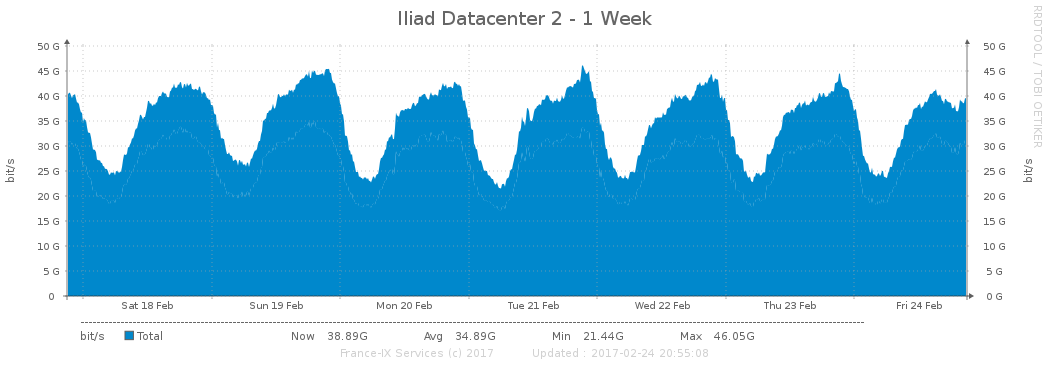 Iliad Datacenter 2 - 1 Week
RRDTOOL / TOBI OETIKER
50 G 50 G
45 G 45 G
40 G 40 G
35 G 35 G
30 G 30 G
25 G 25 G
20 G 20 G
15 G 15 G
10 G 10 G
5 G 5 G
0 0 G
bit/s bit/s
Sat 18 Feb Sun 19 Feb Mon 20 Feb Tue 21 Feb Wed 22 Feb Thu 23 Feb Fri 24 Feb
bit/s Total Now 38.89G Avg 34.89G Min 21.44G Max 46.05G
France-IX Services (c) 2017 Updated : 2017-02-24 20:55:08